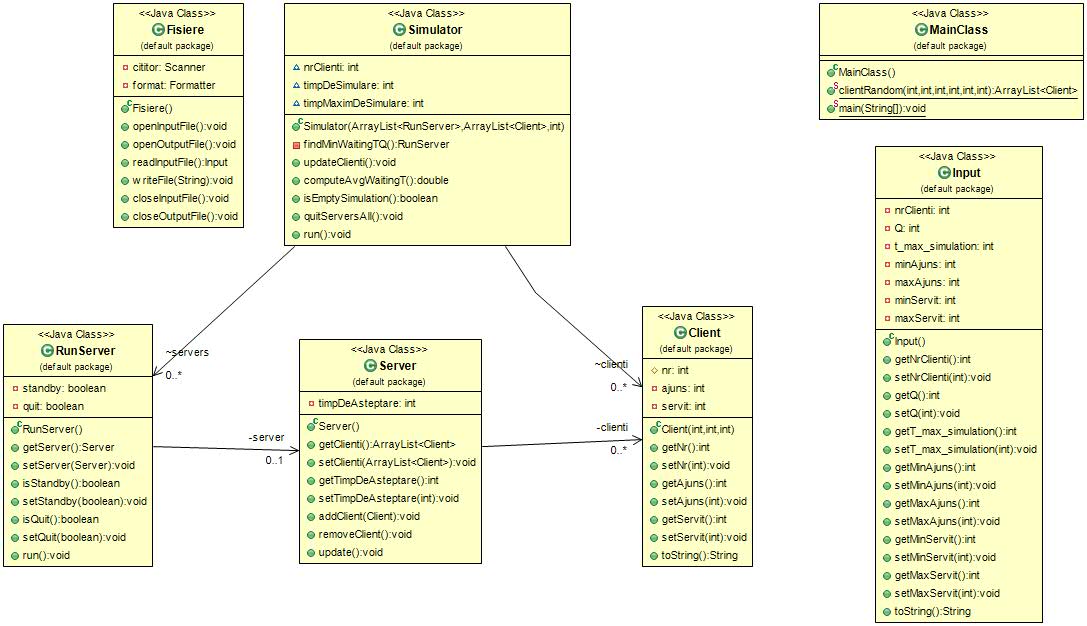 <<Java Class>>
Fisiere
(default package)
cititor: Scanner
format: Formatter
Fisiere()
openInputFile():void
openOutputFile():void
readInputFile():Input
writeFile(String):void
closeInputFile():void
closeOutputFile():void
<<Java Class>>
Simulator
(default package)
nrClienti: int
timpDeSimulare: int
timpMaximDeSimulare: int
Simulator(ArrayList<RunServer>,ArrayList<Client>,int)
findMinWaitingTQ():RunServer
updateClienti():void
computeAvgWaitingT():double
isEmptySimulation():boolean
quitServersAll():void
run():void
<<Java Class>>
MainClass
(default package)
MainClass()
clientRandom(int,int,int,int,int,int):ArrayList<Client>
main(String[]):void
<<Java Class>>
Input
(default package)
nrClienti: int
Q: int
t_max_simulation: int
minAjuns: int
maxAjuns: int
minServit: int
maxServit: int
Input()
getNrClienti():int
setNrClienti(int):void
getQ():int
setQ(int):void
getT_max_simulation():int
setT_max_simulation(int):void
getMinAjuns():int
setMinAjuns(int):void
getMaxAjuns():int
setMaxAjuns(int):void
getMinServit():int
setMinServit(int):void
getMaxServit():int
setMaxServit(int):void
toString():String
~servers
0..*
~clienti
0..*
<<Java Class>>
RunServer
(default package)
standby: boolean
quit: boolean
RunServer()
getServer():Server
setServer(Server):void
isStandby():boolean
setStandby(boolean):void
isQuit():boolean
setQuit(boolean):void
run():void
-server
0..1
<<Java Class>>
Server
(default package)
timpDeAsteptare: int
Server()
getClienti():ArrayList<Client>
setClienti(ArrayList<Client>):void
getTimpDeAsteptare():int
setTimpDeAsteptare(int):void
addClient(Client):void
removeClient():void
update():void
-clienti
0..*
<<Java Class>>
Client
(default package)
nr: int
ajuns: int
servit: int
Client(int,int,int)
getNr():int
setNr(int):void
getAjuns():int
setAjuns(int):void
getServit():int
setServit(int):void
toString():String